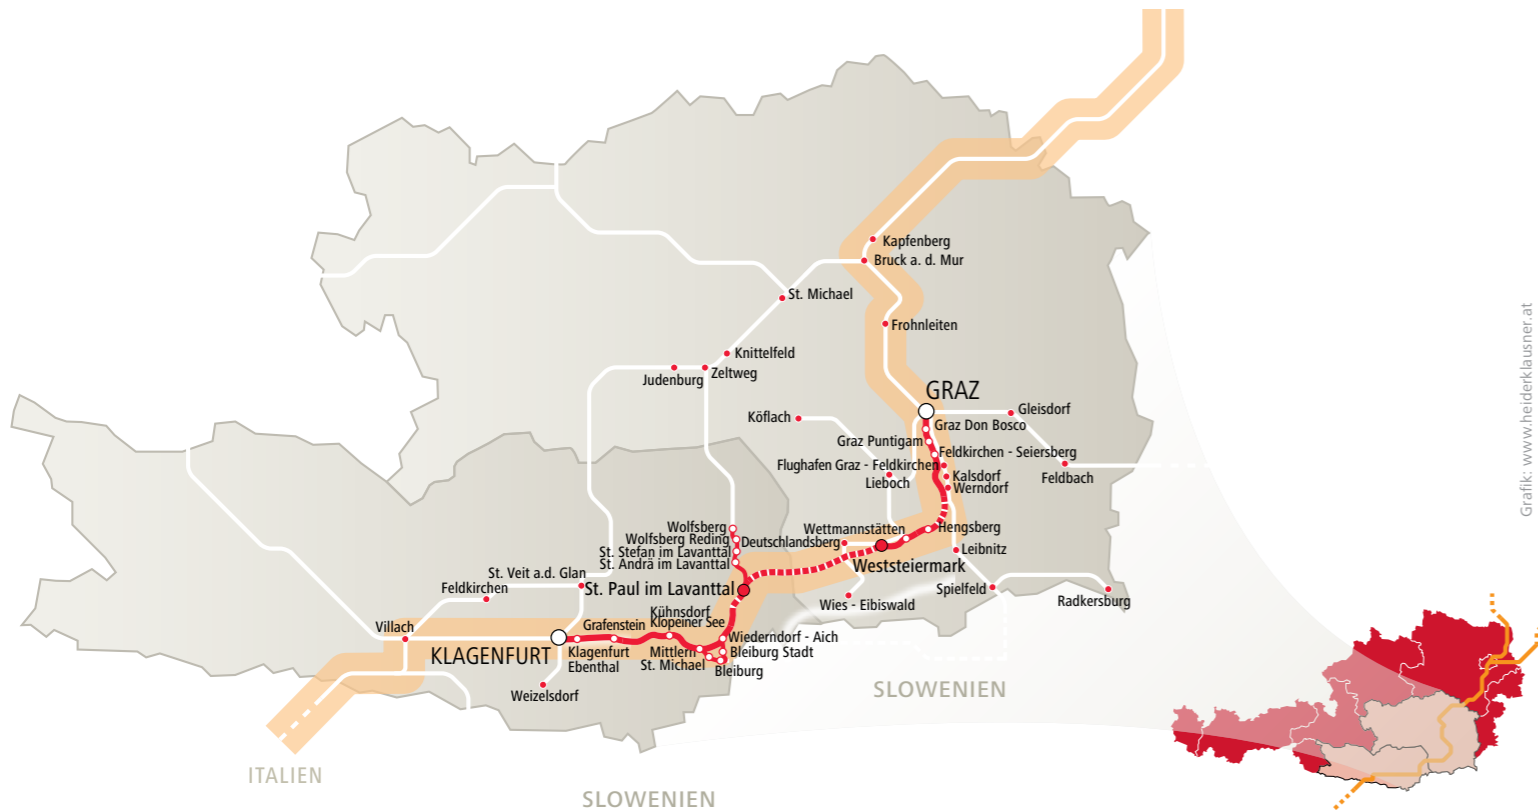 Kapfenberg
Bruck a. d. Mur
St. Michael
Frohnleiten
Knittelfeld
Judenburg
Zeltweg
GRAZ
Köflach
Gleisdorf
Graz Don Bosco
Graz Puntigam
Feldkirchen - Seiersberg
Flughafen Graz - Feldkirchen
Lieboch
Kalsdorf
Werndorf
Feldbach
Wolfsberg
Wolfsberg Reding
St. Stefan im Lavanttal
St. Andrä im Lavanttal
Deutschlandsberg
Wettmannstätten
Hengsberg
Leibnitz
Weststeiermark
St. Veit a.d. Glan
Feldkirchen
St. Paul im Lavanttal
Wies - Eibiswald
Spielfeld
Radkersburg
Villach
Grafenstein
Kühnsdorf
Klopeiner See
Wiederndorf - Aich
KLAGENFURT
Klagenfurt
Ebenthal
Mittlern
St. Michael
Bleiburg Stadt
Bleiburg
Weizelsdorf
SLOWENIEN
ITALIEN
SLOWENIEN
Grafik: www.heiderklausner.at